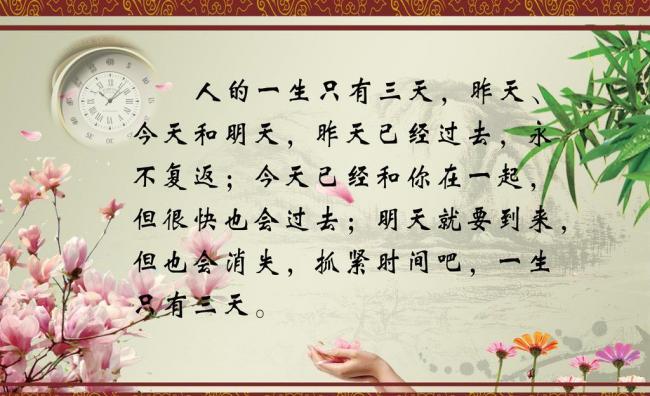 人的一生只有三天，昨天、
今天和明天，昨天已经过去，永
不复返；今天已经和你在一起，
但很快也会过去；明天就要到来，
但也会消失，抓紧时间吧，一生
只有三天。